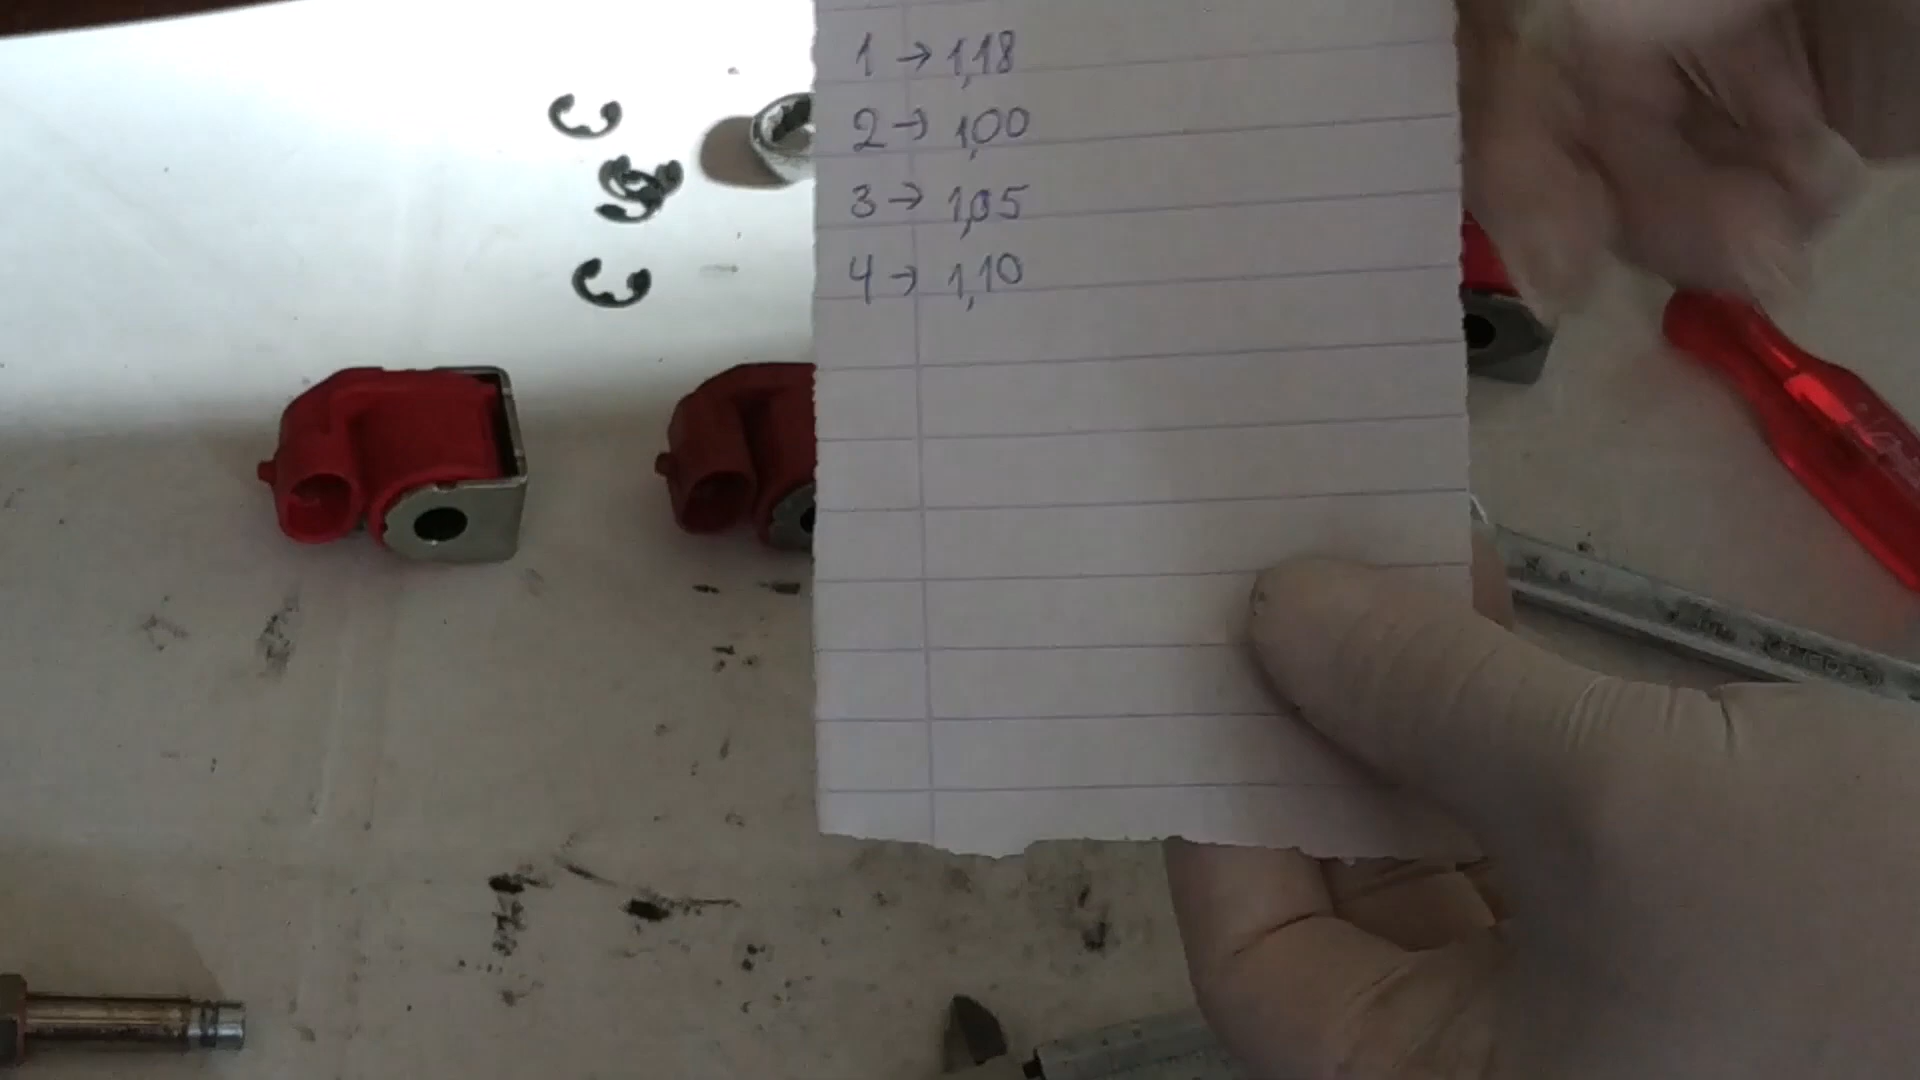 1 → 1,18
2 → 1,00
3 → 1,05
4 → 1,10